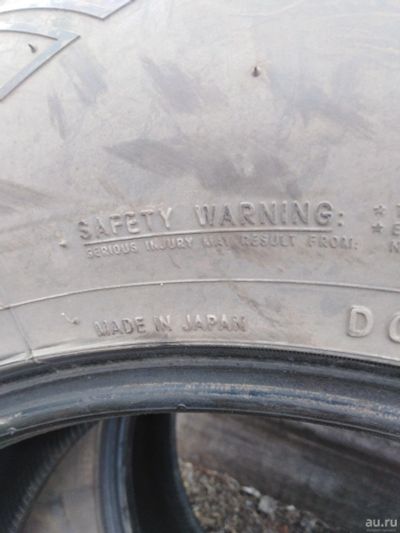 SAFETY WARNING:
SERIOUS INJURY MAY RESULT FROM:
MADE IN JAPAN
au.ru